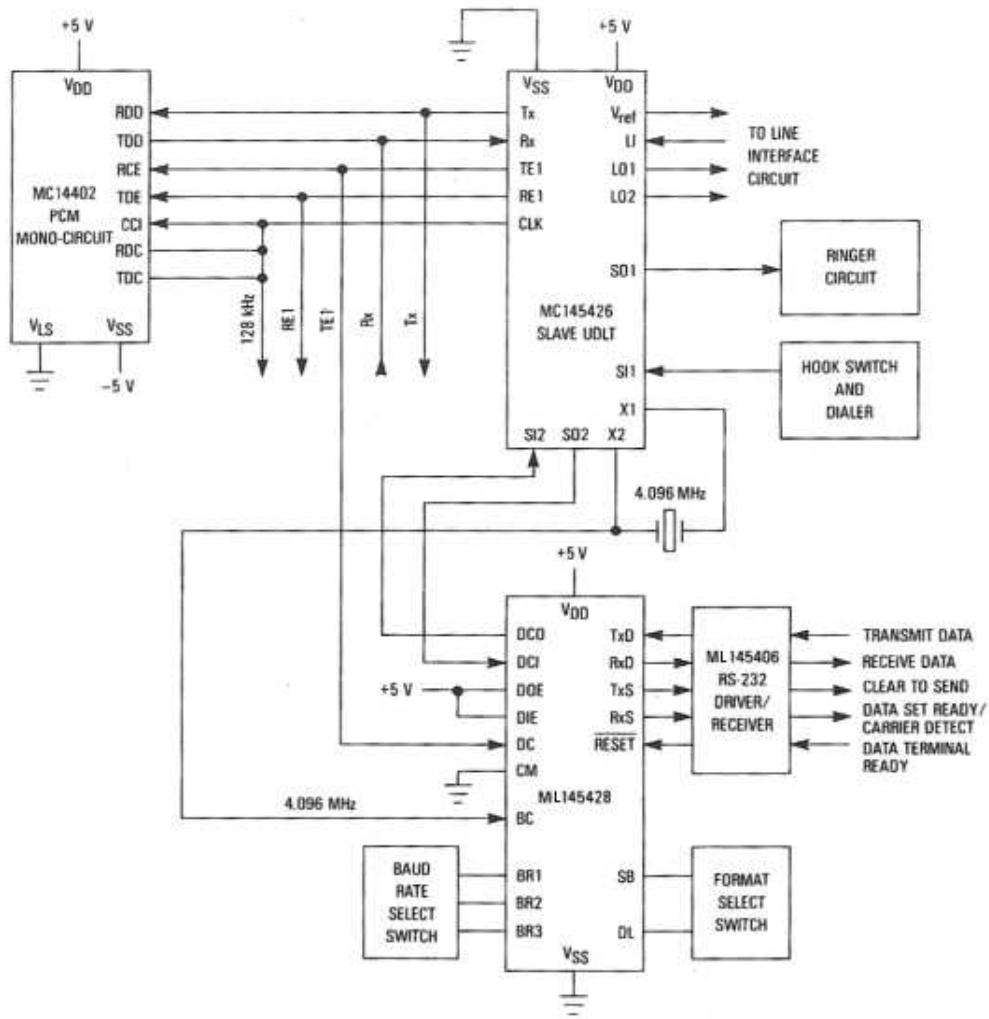 +5 V
VDD
RDD
TDD
RCE
TDE
CCI
RDC
TDC
MC14402
PCM
MONO-CIRCUIT
VLS
VSS
-5 V
128 kHz
RE1
TE1
Rx
Tx
+5 V
VSS
VDD
Tx
Rx
TE1
RE1
CLK
Vref
LI
LO1
LO2
SO1
MC145426
SLAVE UDLT
SI1
X1
SI2
SO2
X2
TO LINE
INTERFACE
CIRCUIT
RINGER
CIRCUIT
HOOK SWITCH
AND
DIALER
4.096 MHz
+5 V
VDD
DCO
DCI
DOE
DIE
DC
CM
BC
BR1
BR2
BR3
+5 V
4.096 MHz
TxD
RxD
TxS
RxS
RESET
ML145428
SB
DL
VSS
ML145406
RS-232
DRIVER/
RECEIVER
TRANSMIT DATA
RECEIVE DATA
CLEAR TO SEND
DATA SET READY/
CARRIER DETECT
DATA TERMINAL
READY
BAUD
RATE
SELECT
SWITCH
FORMAT
SELECT
SWITCH